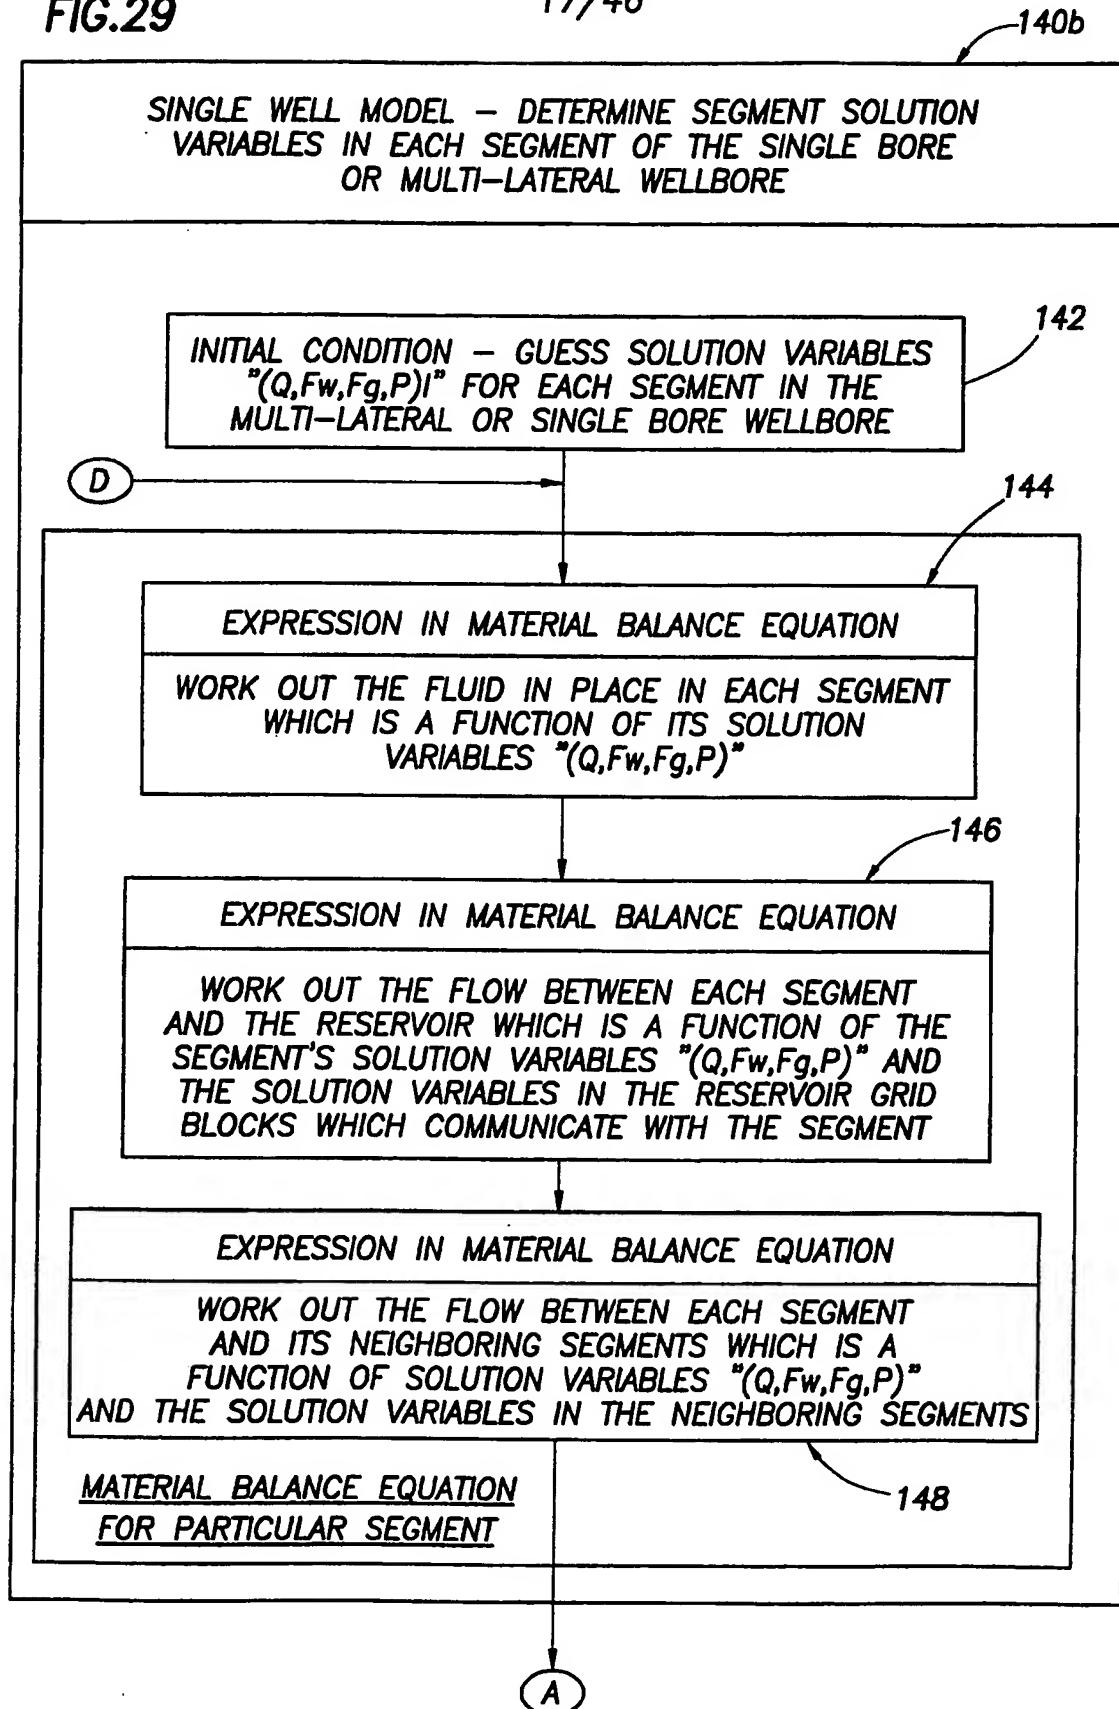 FIG.29
17/46
140b
SINGLE WELL MODEL – DETERMINE SEGMENT SOLUTION
VARIABLES IN EACH SEGMENT OF THE SINGLE BORE
OR MULTI–LATERAL WELLBORE
142
INITIAL CONDITION – GUESS SOLUTION VARIABLES
"(Q,Fw,Fg,P)I" FOR EACH SEGMENT IN THE
MULTI–LATERAL OR SINGLE BORE WELLBORE
D
144
EXPRESSION IN MATERIAL BALANCE EQUATION
WORK OUT THE FLUID IN PLACE IN EACH SEGMENT
WHICH IS A FUNCTION OF ITS SOLUTION
VARIABLES "(Q,Fw,Fg,P)"
146
EXPRESSION IN MATERIAL BALANCE EQUATION
WORK OUT THE FLOW BETWEEN EACH SEGMENT
AND THE RESERVOIR WHICH IS A FUNCTION OF THE
SEGMENT'S SOLUTION VARIABLES "(Q,Fw,Fg,P)" AND
THE SOLUTION VARIABLES IN THE RESERVOIR GRID
BLOCKS WHICH COMMUNICATE WITH THE SEGMENT
EXPRESSION IN MATERIAL BALANCE EQUATION
WORK OUT THE FLOW BETWEEN EACH SEGMENT
AND ITS NEIGHBORING SEGMENTS WHICH IS A
FUNCTION OF SOLUTION VARIABLES "(Q,Fw,Fg,P)"
AND THE SOLUTION VARIABLES IN THE NEIGHBORING SEGMENTS
148
MATERIAL BALANCE EQUATION
FOR PARTICULAR SEGMENT
A